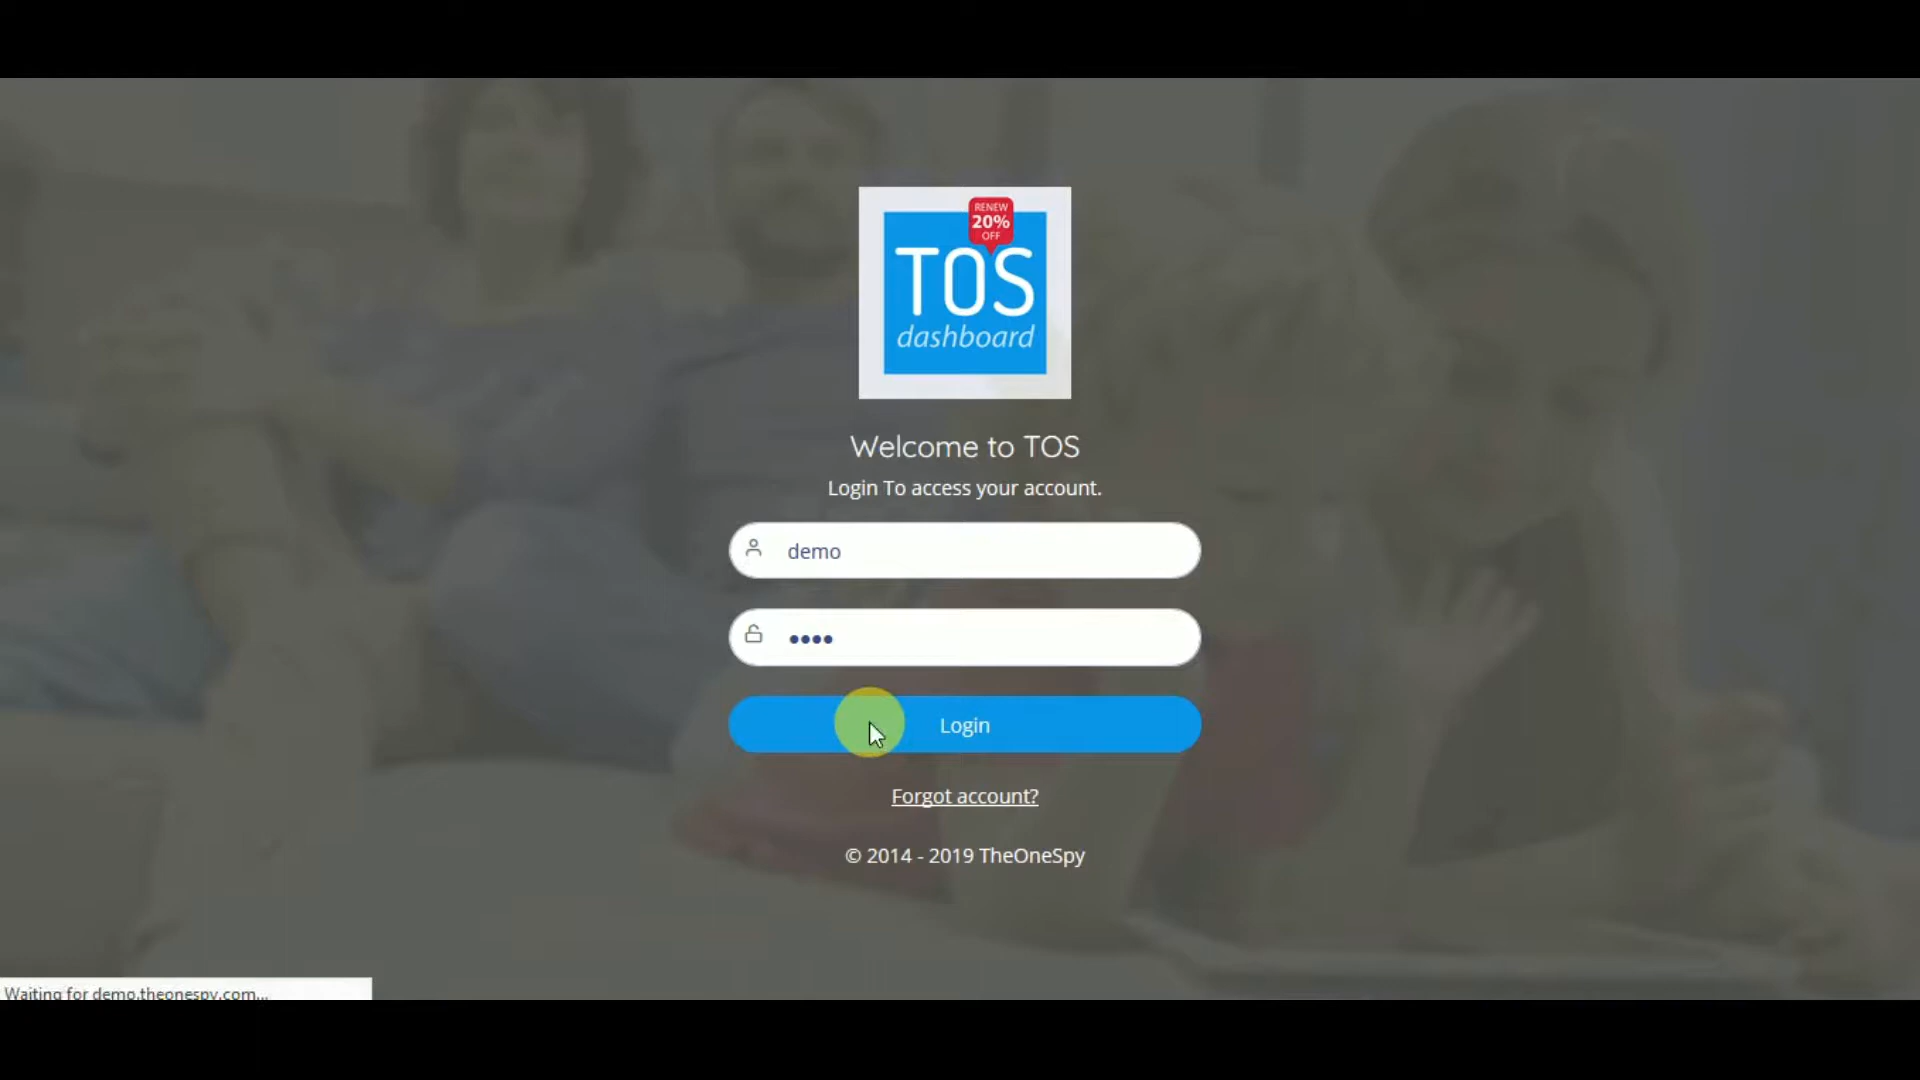 RENEW
20%
OFF
TOS
dashboard
Welcome to TOS
Login To access your account.
demo
Login
Forgot account?
© 2014 - 2019 TheOneSpy
Waiting for demo.theonespy.com...